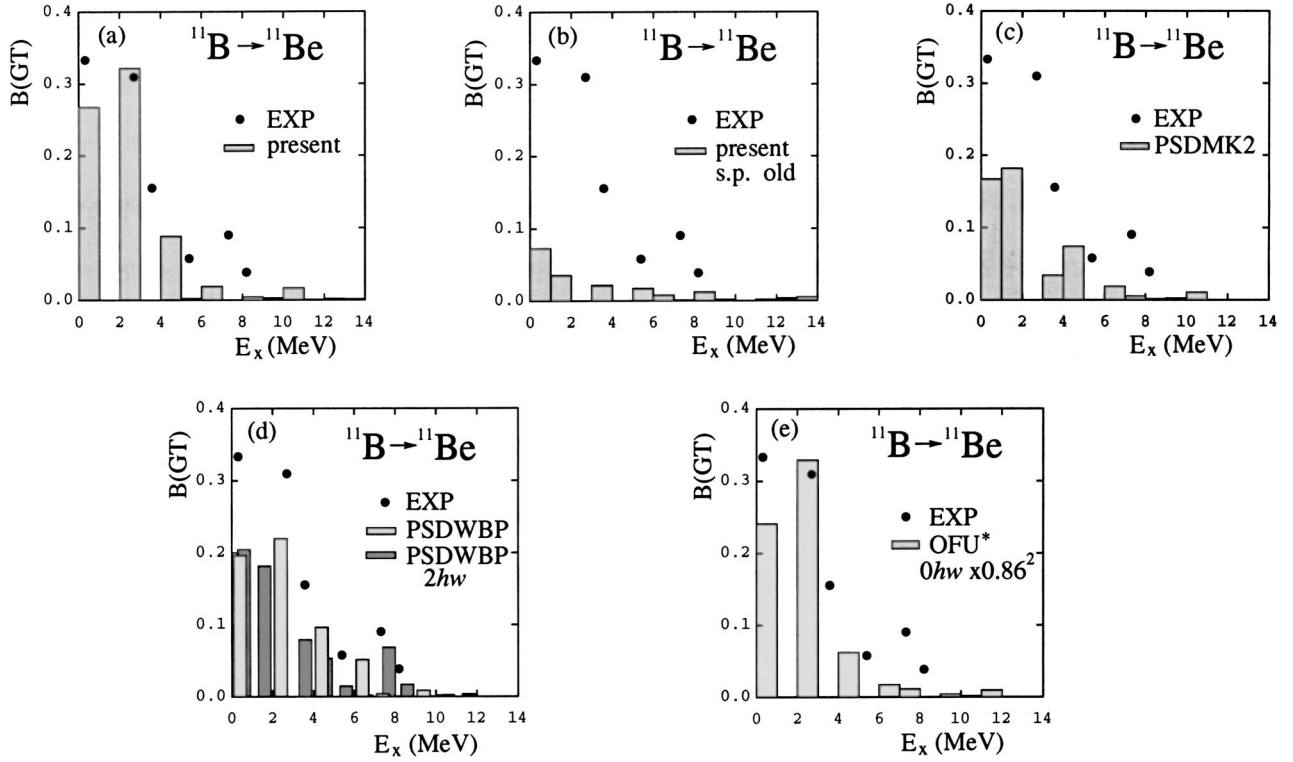 (a)
¹¹B → ¹¹Be
B(GT)
0.4
0.3
0.2
0.1
0.0
EXP
present
0 2 4 6 8 10 12 14
Eₓ (MeV)
(b)
¹¹B → ¹¹Be
B(GT)
0.4
0.3
0.2
0.1
0.0
EXP
present
s.p. old
0 2 4 6 8 10 12 14
Eₓ (MeV)
(c)
¹¹B → ¹¹Be
B(GT)
0.4
0.3
0.2
0.1
0.0
EXP
PSDMK2
0 2 4 6 8 10 12 14
Eₓ (MeV)
(d)
¹¹B → ¹¹Be
B(GT)
0.4
0.3
0.2
0.1
0.0
EXP
PSDWBP
PSDWBP
2hw
0 2 4 6 8 10 12 14
Eₓ (MeV)
(e)
¹¹B → ¹¹Be
B(GT)
0.4
0.3
0.2
0.1
0.0
EXP
OFU*
0hw x0.86²
0 2 4 6 8 10 12 14
Eₓ (MeV)